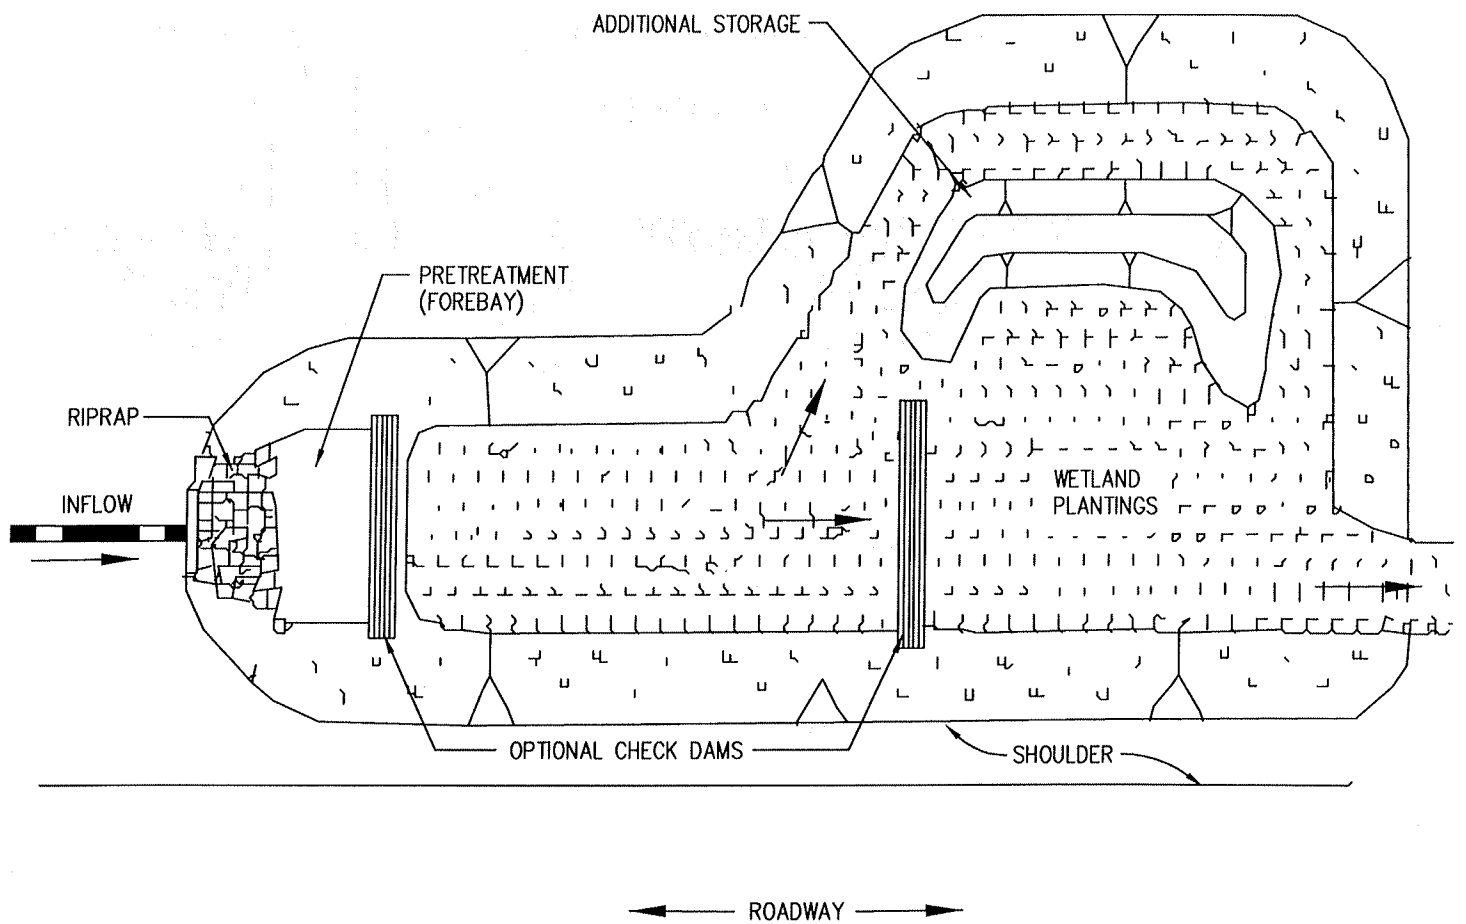 ADDITIONAL STORAGE
PRETREATMENT
(FOREBAY)
RIPRAP
INFLOW
WETLAND
PLANTINGS
OPTIONAL CHECK DAMS
SHOULDER
ROADWAY